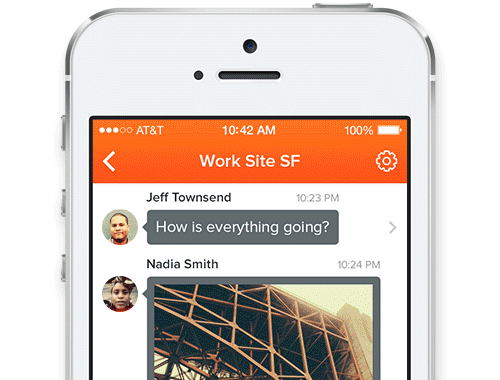 AT&T 10:42 AM 100%
Work Site SF
Jeff Townsend 10:23 PM
How is everything going?
Nadia Smith 10:24 PM